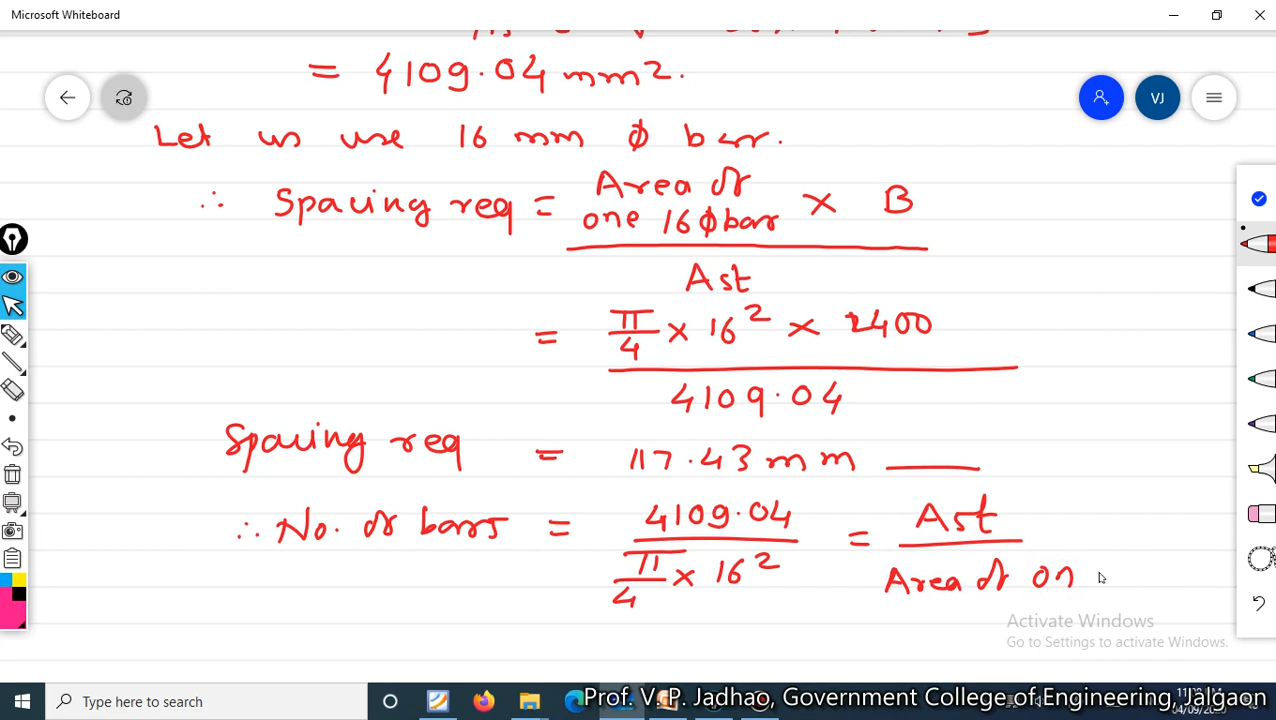 Microsoft Whiteboard
= 4109.04 mm2.
VJ
Let us use 16 mm ϕ bar.
∴ Spacing req = Area of one 16 ϕ bar × B
Ast
= π/4 × 16² × 2400
4109.04
Spacing req = 117.43 mm
∴ No. of bars = 4109.04 / π/4 × 16² = Ast / Area of on
Activate Windows
Go to Settings to activate Windows.
Type here to search
Prof. V. P. Jadhao, Government College of Engineering, Jalgaon